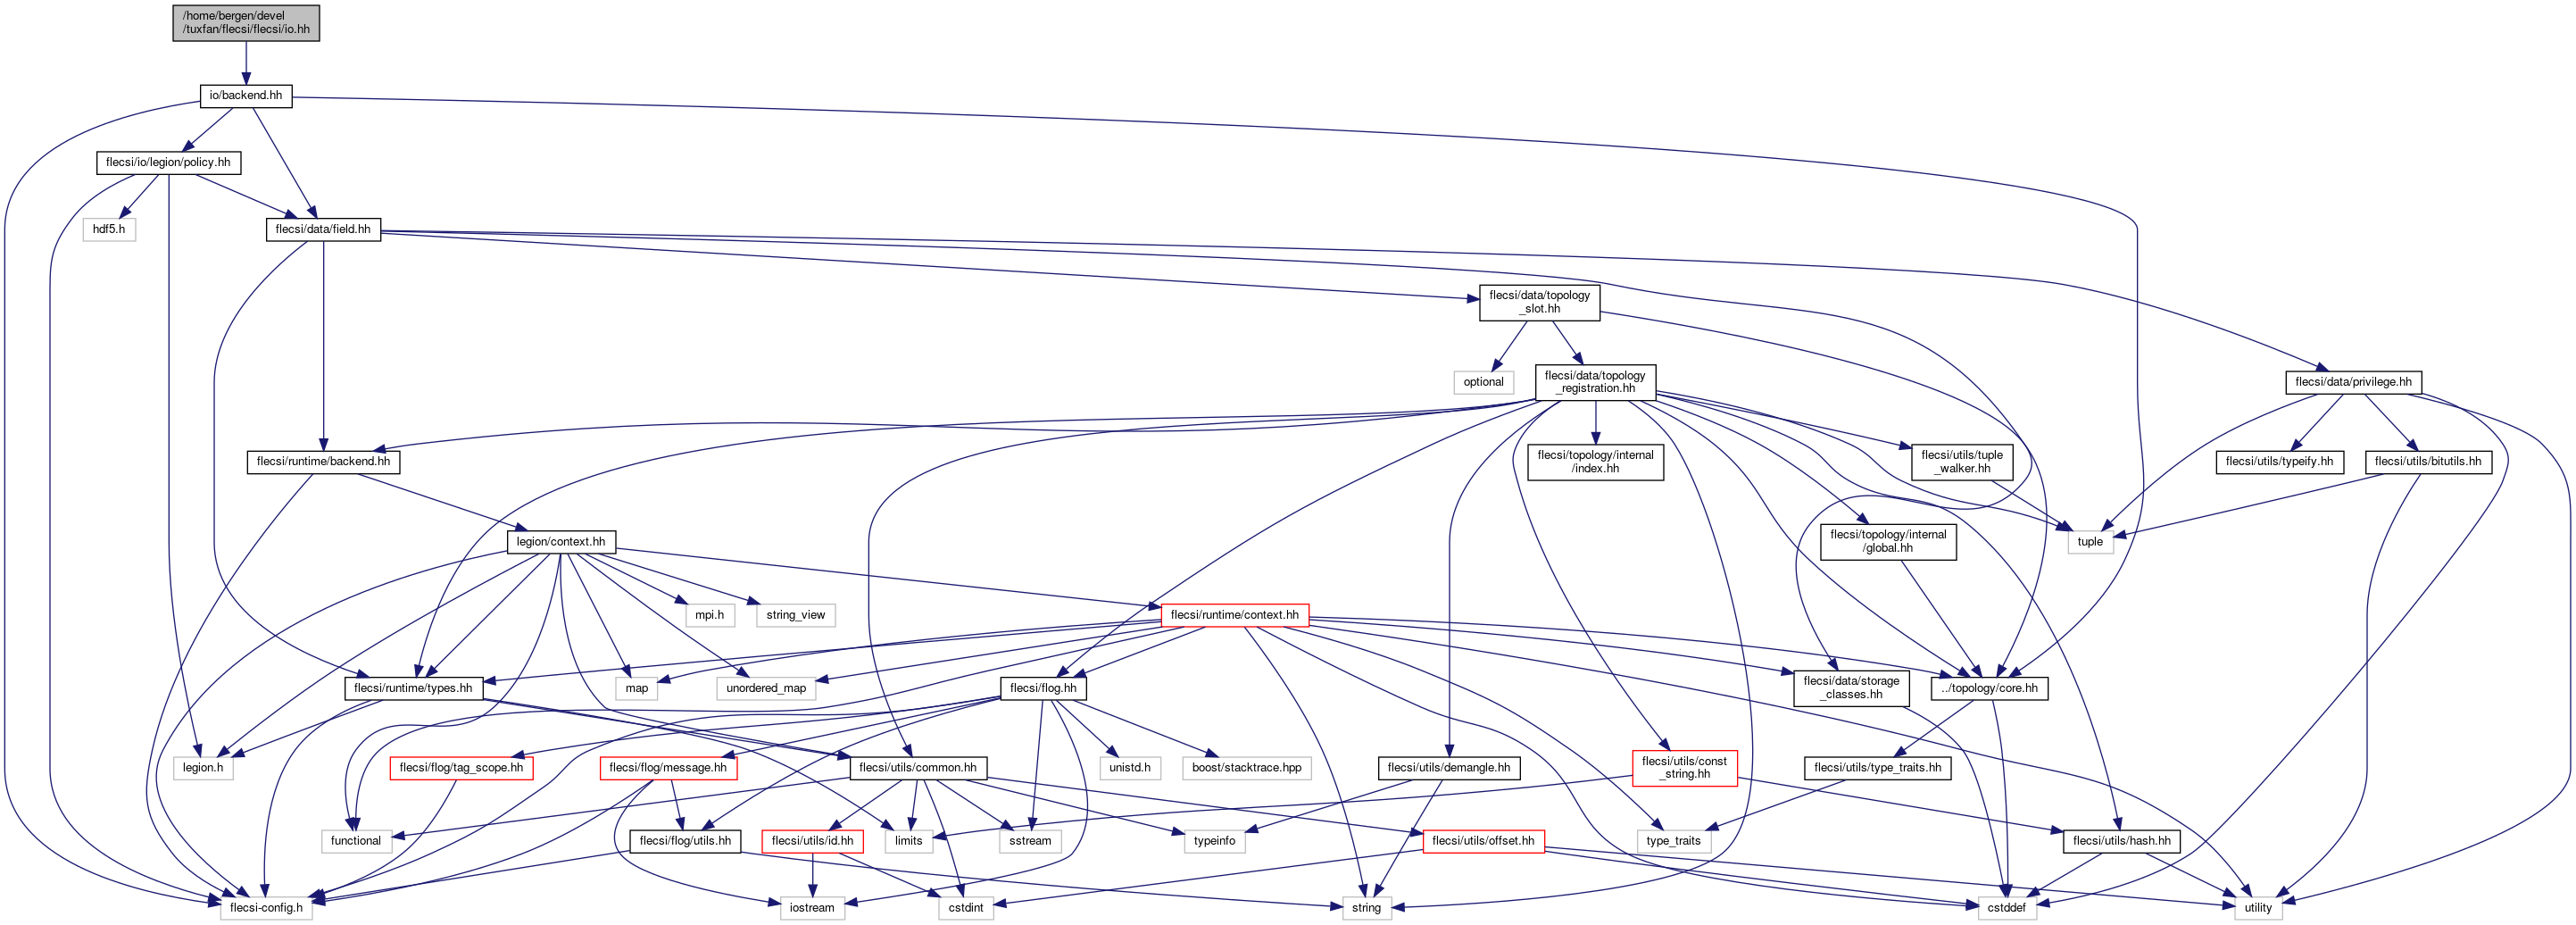 /home/bergen/devel
/tuxfan/flecsi/flecsi/io.hh
io/backend.hh
flecsi/io/legion/policy.hh
hdf5.h
flecsi/data/field.hh
flecsi/data/topology
_slot.hh
optional
flecsi/data/topology
_registration.hh
flecsi/data/privilege.hh
flecsi/runtime/backend.hh
flecsi/topology/internal
/index.hh
flecsi/utils/tuple
_walker.hh
flecsi/utils/typeify.hh
flecsi/utils/bitutils.hh
legion/context.hh
flecsi/topology/internal
/global.hh
tuple
mpi.h
string_view
flecsi/runtime/context.hh
flecsi/runtime/types.hh
map
unordered_map
flecsi/flog.hh
flecsi/data/storage
_classes.hh
../topology/core.hh
legion.h
flecsi/flog/tag_scope.hh
flecsi/flog/message.hh
flecsi/utils/common.hh
unistd.h
boost/stacktrace.hpp
flecsi/utils/demangle.hh
flecsi/utils/const
_string.hh
flecsi/utils/type_traits.hh
functional
flecsi/flog/utils.hh
flecsi/utils/id.hh
limits
sstream
typeinfo
flecsi/utils/offset.hh
type_traits
flecsi/utils/hash.hh
flecsi-config.h
iostream
cstdint
string
cstddef
utility